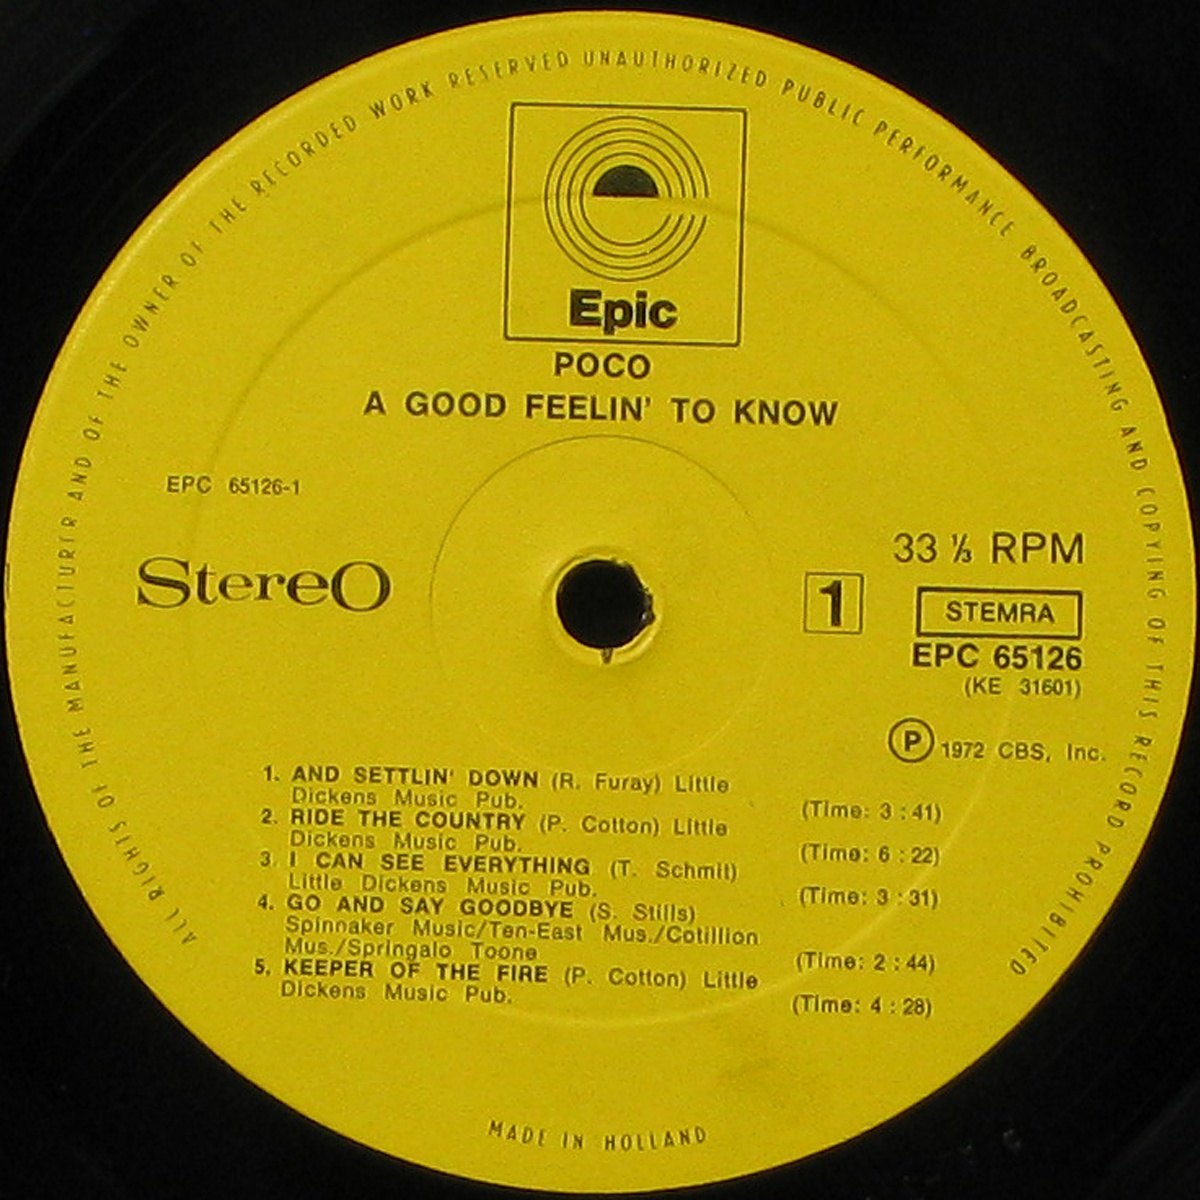 ALL RIGHTS OF THE MANUFACTURER AND OF THE OWNER OF THE RECORDED WORK RESERVED UNAUTHORIZED PUBLIC PERFORMANCE BROADCASTING AND COPYING OF THIS RECORD PROHIBITED
Epic
POCO
A GOOD FEELIN' TO KNOW
EPC 65126-1
Stereo
33 ⅓ RPM
1
STEMRA
EPC 65126
(KE 31601)
Ⓟ 1972 CBS, Inc.
1. AND SETTLIN' DOWN (R. Furay) Little
Dickens Music Pub. (Time: 3 : 41)
2. RIDE THE COUNTRY (P. Cotton) Little
Dickens Music Pub. (Time: 6 : 22)
3. I CAN SEE EVERYTHING (T. Schmit)
Little Dickens Music Pub. (Time: 3 : 31)
4. GO AND SAY GOODBYE (S. Stills)
Spinnaker Music/Ten-East Mus./Cotillion
Mus./Springalo Toone (Time: 2 : 44)
5. KEEPER OF THE FIRE (P. Cotton) Little
Dickens Music Pub. (Time: 4 : 28)
MADE IN HOLLAND